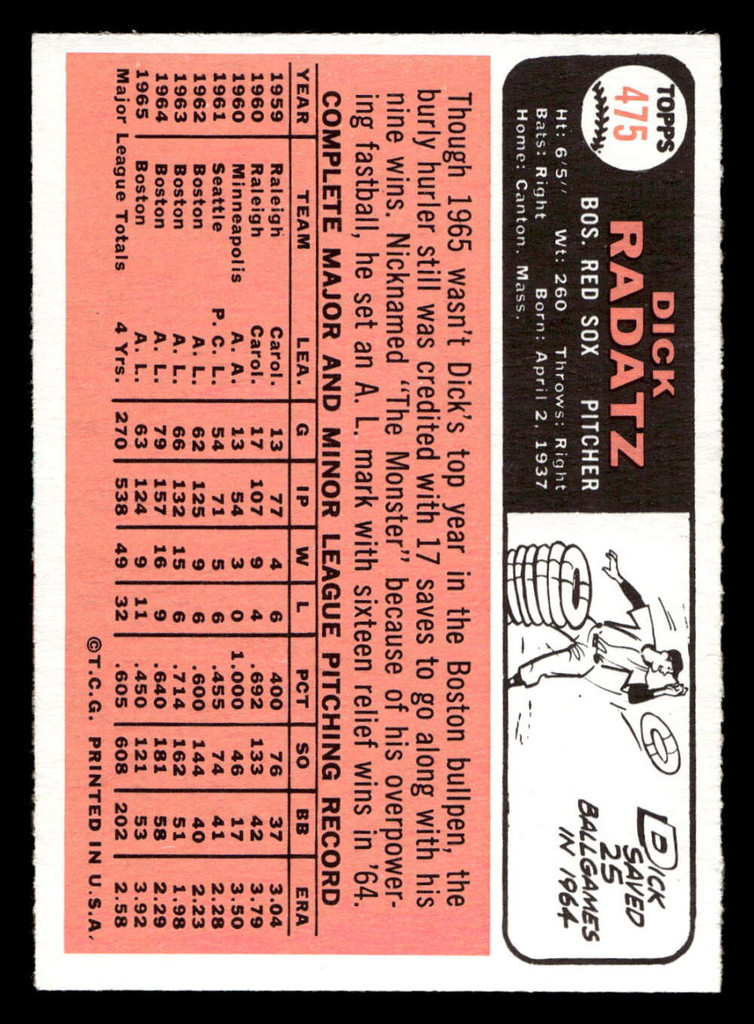 TOPPS
475
DICK
RADATZ
BOS. RED SOX PITCHER
Ht: 6'5" Wt: 260 Throws: Right
Bats: Right Born: April 2, 1937
Home: Canton, Mass.
DICK
SAVED
25
BALLGAMES
IN 1964
Though 1965 wasn't Dick's top year in the Boston bullpen, the
burly hurler still was credited with 17 saves to go along with his
nine wins. Nicknamed "The Monster" because of his overpower-
ing fastball, he set an A. L. mark with sixteen relief wins in '64.
COMPLETE MAJOR AND MINOR LEAGUE PITCHING RECORD
YEAR TEAM LEA. G IP W L PCT SO BB ERA
1959 Raleigh Carol. 13 77 4 6 .400 76 37 3.04
1960 Raleigh Carol. 17 107 9 4 .692 133 42 3.79
1960 Minneapolis A. A. 13 54 3 0 1.000 46 17 3.50
1961 Seattle P. C. L. 54 71 5 6 .455 74 41 2.28
1962 Boston A. L. 62 125 9 6 .600 144 40 2.23
1963 Boston A. L. 66 132 15 6 .714 162 51 1.98
1964 Boston A. L. 79 157 16 9 .640 181 58 2.29
1965 Boston A. L. 63 124 9 11 .450 121 53 3.92
Major League Totals 4 Yrs. 270 538 49 32 .605 608 202 2.58
©T.C.G. PRINTED IN U.S.A.